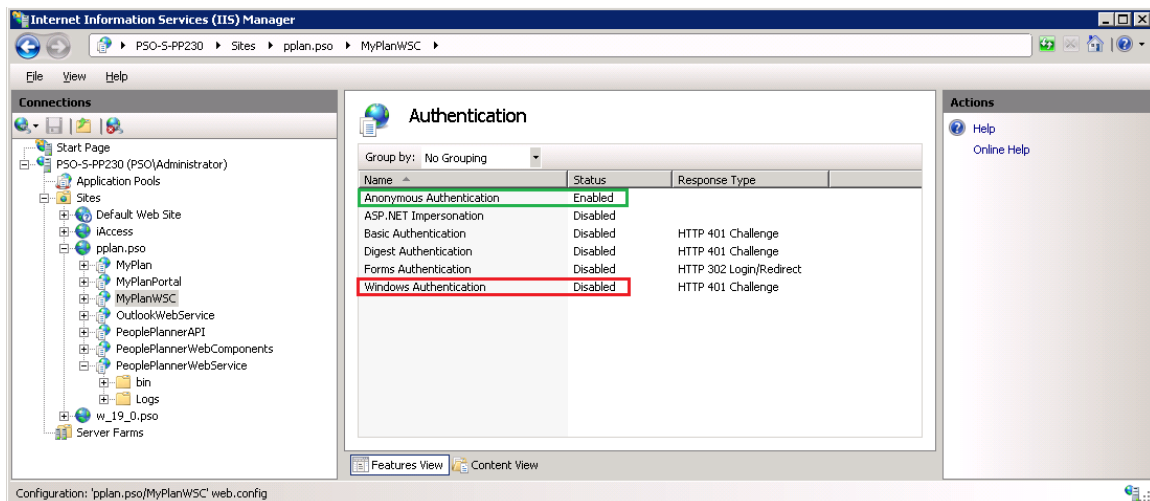 Internet Information Services (IIS) Manager
PSO-S-PP230 Sites pplan.pso MyPlanWSC
File View Help
Connections
Start Page
PSO-S-PP230 (PSO\Administrator)
Application Pools
Sites
Default Web Site
iAccess
pplan.pso
MyPlan
MyPlanPortal
MyPlanWSC
OutlookWebService
PeoplePlannerAPI
PeoplePlannerWebComponents
PeoplePlannerWebService
bin
Logs
w_19_0.pso
Server Farms
Authentication
Group by: No Grouping
Name Status Response Type
Anonymous Authentication Enabled
ASP.NET Impersonation Disabled
Basic Authentication Disabled HTTP 401 Challenge
Digest Authentication Disabled HTTP 401 Challenge
Forms Authentication Disabled HTTP 302 Login/Redirect
Windows Authentication Disabled HTTP 401 Challenge
Features View Content View
Actions
Help
Online Help
Configuration: 'pplan.pso/MyPlanWSC' web.config